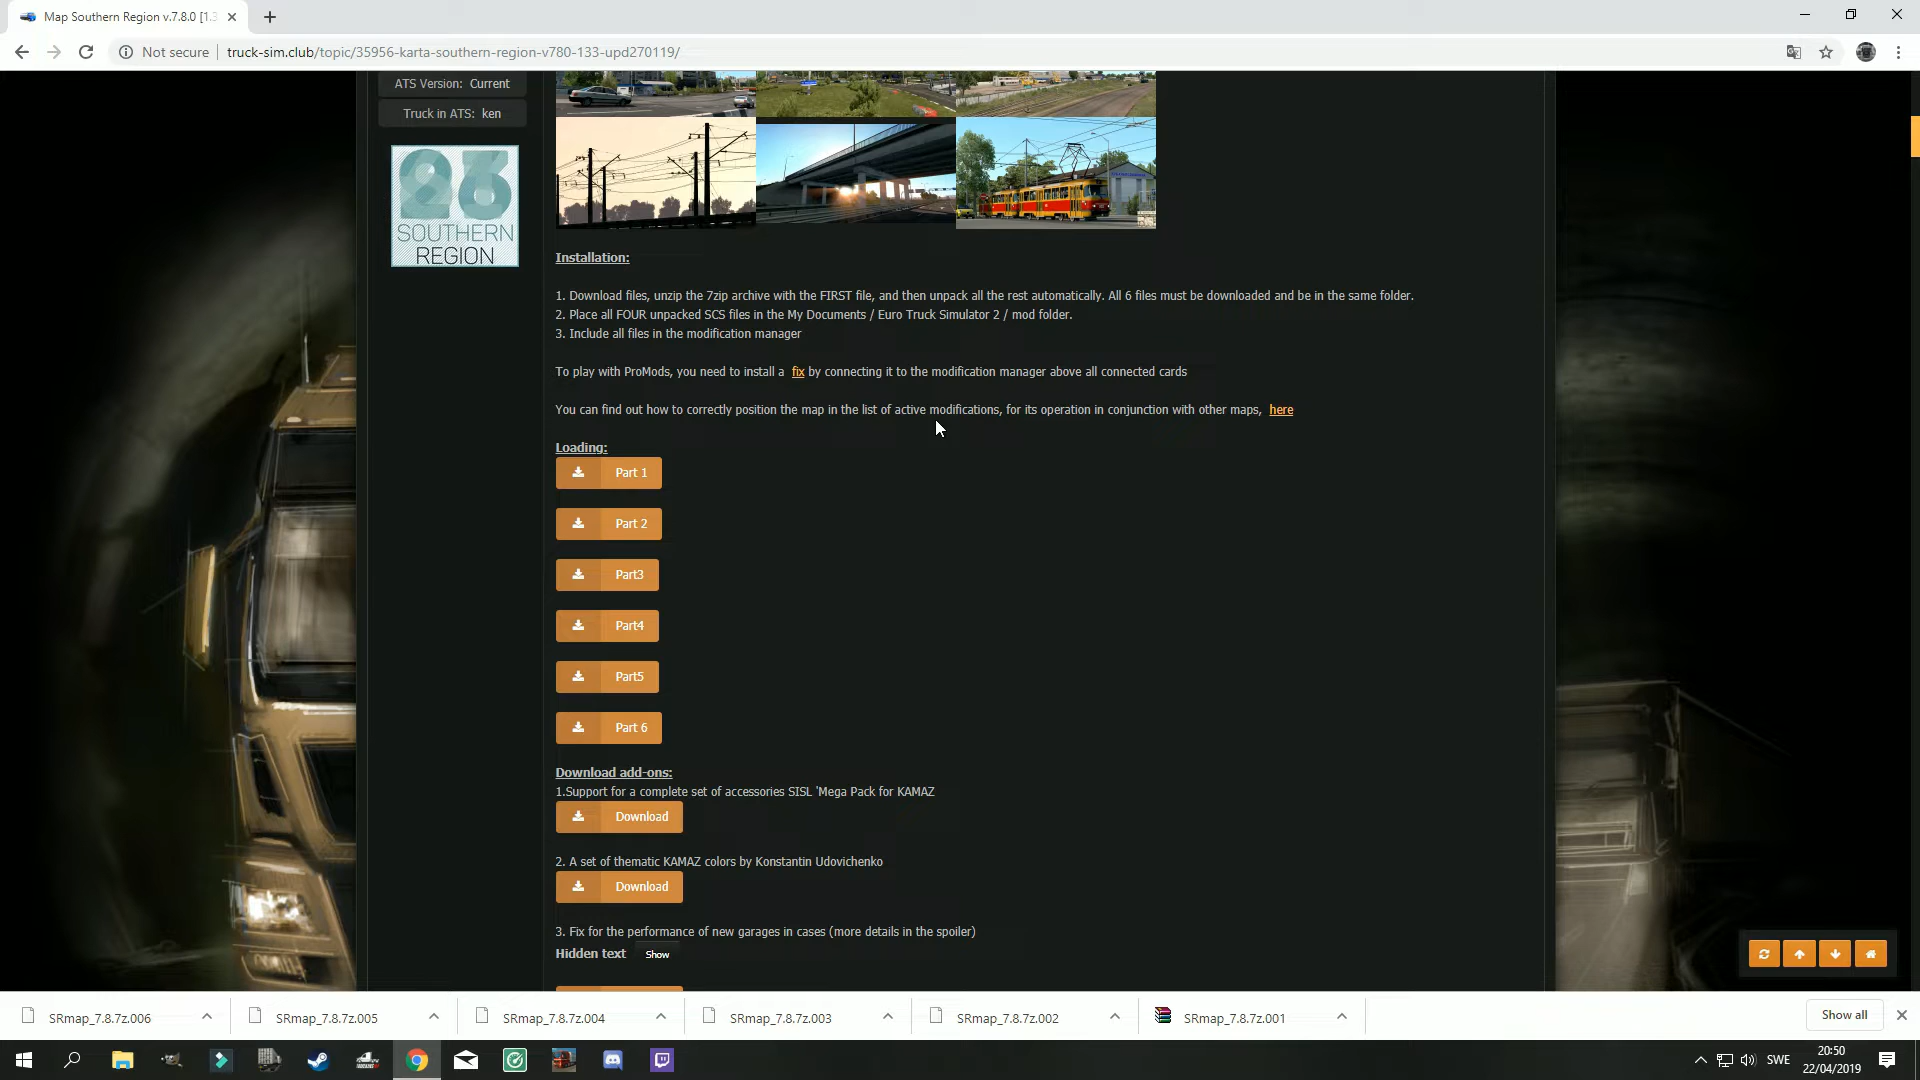 Map Southern Region v.7.8.0 [1.3
Not secure
truck-sim.club/topic/35956-karta-southern-region-v780-133-upd270119/
ATS Version: Current
Truck in ATS: ken
23
SOUTHERN
REGION
Installation:
1. Download files, unzip the 7zip archive with the FIRST file, and then unpack all the rest automatically. All 6 files must be downloaded and be in the same folder.
2. Place all FOUR unpacked SCS files in the My Documents / Euro Truck Simulator 2 / mod folder.
3. Include all files in the modification manager
To play with ProMods, you need to install a fix by connecting it to the modification manager above all connected cards
You can find out how to correctly position the map in the list of active modifications, for its operation in conjunction with other maps, here
Loading:
Part 1
Part 2
Part3
Part4
Part5
Part 6
Download add-ons:
1.Support for a complete set of accessories SISL 'Mega Pack for KAMAZ
Download
2. A set of thematic KAMAZ colors by Konstantin Udovichenko
Download
3. Fix for the performance of new garages in cases (more details in the spoiler)
Hidden text Show
SRmap_7.8.7z.006
SRmap_7.8.7z.005
SRmap_7.8.7z.004
SRmap_7.8.7z.003
SRmap_7.8.7z.002
SRmap_7.8.7z.001
Show all
SWE
20:50
22/04/2019